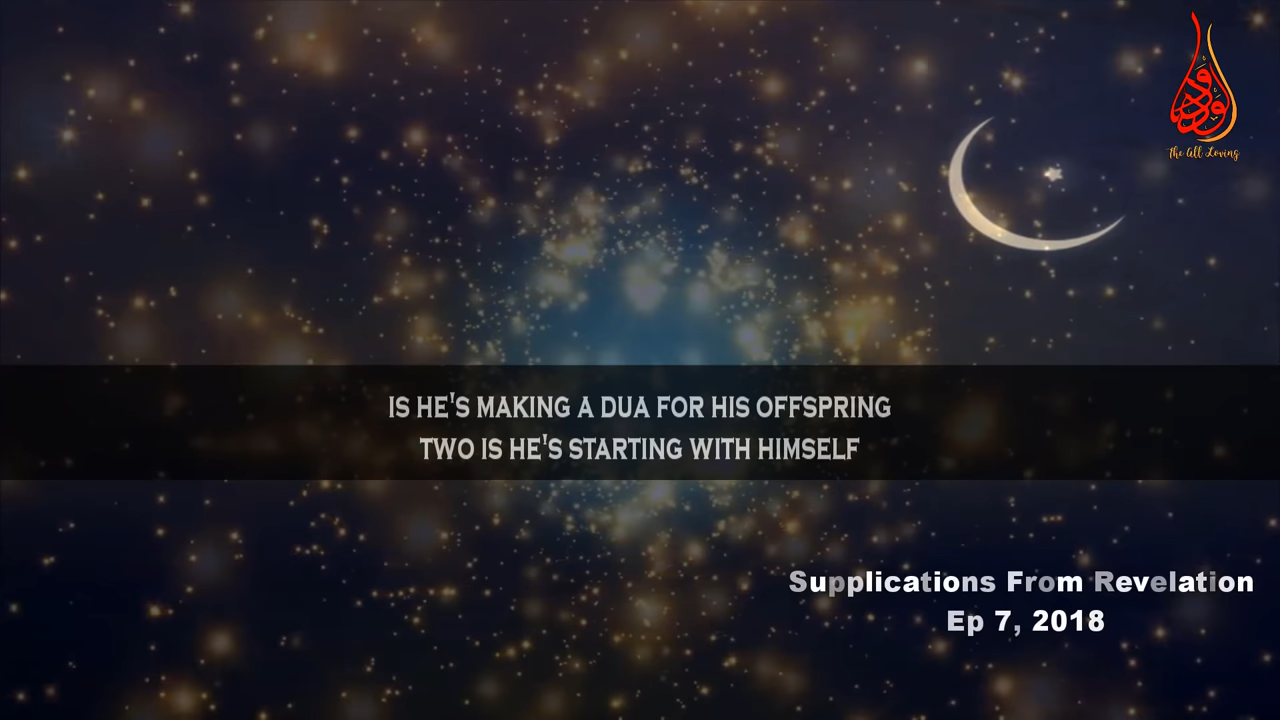 الودود
The All Loving
IS HE'S MAKING A DUA FOR HIS OFFSPRING
TWO IS HE'S STARTING WITH HIMSELF
Supplications From Revelation
Ep 7, 2018